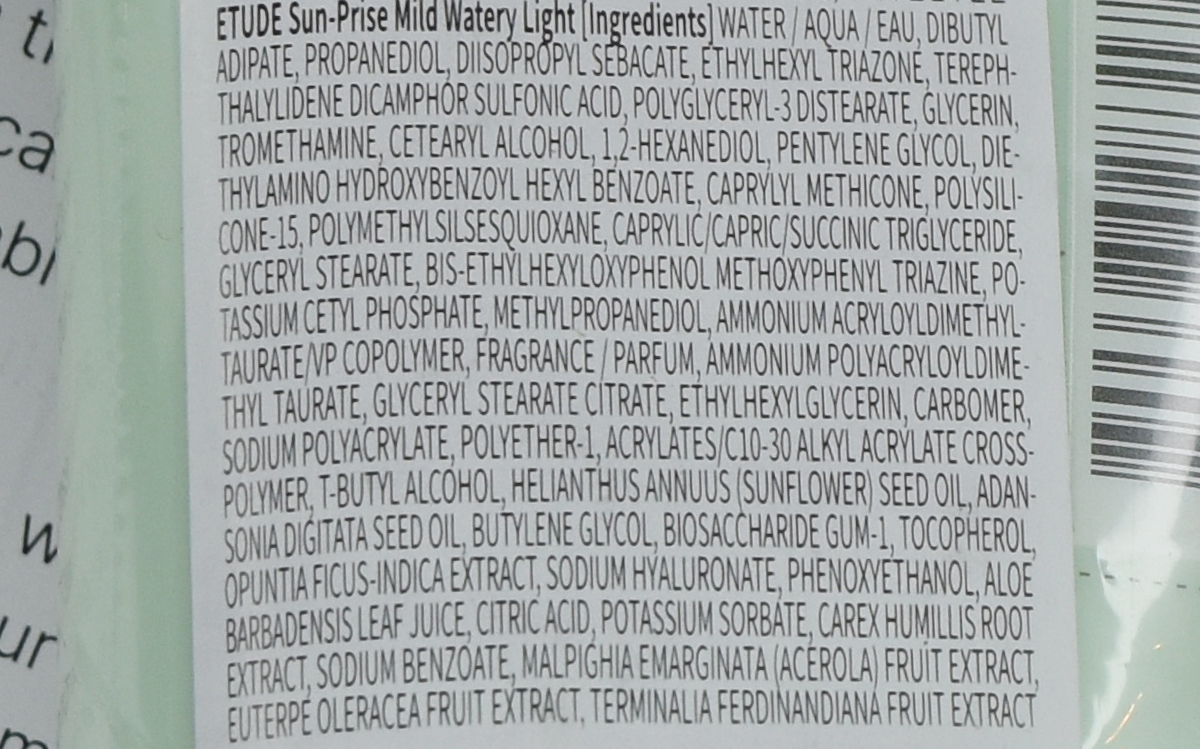 ETUDE Sun-Prise Mild Watery Light [Ingredients] WATER / AQUA / EAU, DIBUTYL
ADIPATE, PROPANEDIOL, DIISOPROPYL SEBACATE, ETHYLHEXYL TRIAZONE, TEREPH-
THALYLIDENE DICAMPHOR SULFONIC ACID, POLYGLYCERYL-3 DISTEARATE, GLYCERIN,
TROMETHAMINE, CETEARYL ALCOHOL, 1,2-HEXANEDIOL, PENTYLENE GLYCOL, DIE-
THYLAMINO HYDROXYBENZOYL HEXYL BENZOATE, CAPRYLYL METHICONE, POLYSILI-
CONE-15, POLYMETHYLSILSESQUIOXANE, CAPRYLIC/CAPRIC/SUCCINIC TRIGLYCERIDE,
GLYCERYL STEARATE, BIS-ETHYLHEXYLOXYPHENOL METHOXYPHENYL TRIAZINE, PO-
TASSIUM CETYL PHOSPHATE, METHYLPROPANEDIOL, AMMONIUM ACRYLOYLDIMETHYL-
TAURATE/VP COPOLYMER, FRAGRANCE / PARFUM, AMMONIUM POLYACRYLOYLDIME-
THYL TAURATE, GLYCERYL STEARATE CITRATE, ETHYLHEXYLGLYCERIN, CARBOMER,
SODIUM POLYACRYLATE, POLYETHER-1, ACRYLATES/C10-30 ALKYL ACRYLATE CROSS-
POLYMER, T-BUTYL ALCOHOL, HELIANTHUS ANNUUS (SUNFLOWER) SEED OIL, ADAN-
SONIA DIGITATA SEED OIL, BUTYLENE GLYCOL, BIOSACCHARIDE GUM-1, TOCOPHEROL,
OPUNTIA FICUS-INDICA EXTRACT, SODIUM HYALURONATE, PHENOXYETHANOL, ALOE
BARBADENSIS LEAF JUICE, CITRIC ACID, POTASSIUM SORBATE, CAREX HUMILLIS ROOT
EXTRACT, SODIUM BENZOATE, MALPIGHIA EMARGINATA (ACEROLA) FRUIT EXTRACT,
EUTERPE OLERACEA FRUIT EXTRACT, TERMINALIA FERDINANDIANA FRUIT EXTRACT